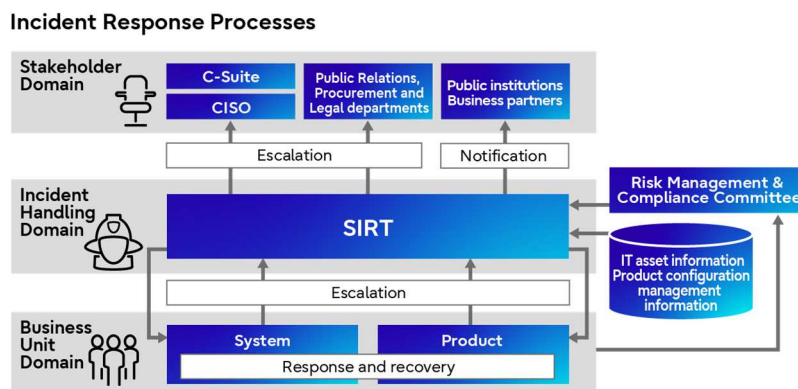 Incident Response Processes
Stakeholder
Domain
C-Suite
CISO
Public Relations,
Procurement and
Legal departments
Public institutions
Business partners
Escalation
Notification
Incident
Handling
Domain
SIRT
Risk Management &
Compliance Committee
IT asset information
Product configuration
management
information
Escalation
Business
Unit
Domain
System
Product
Response and recovery